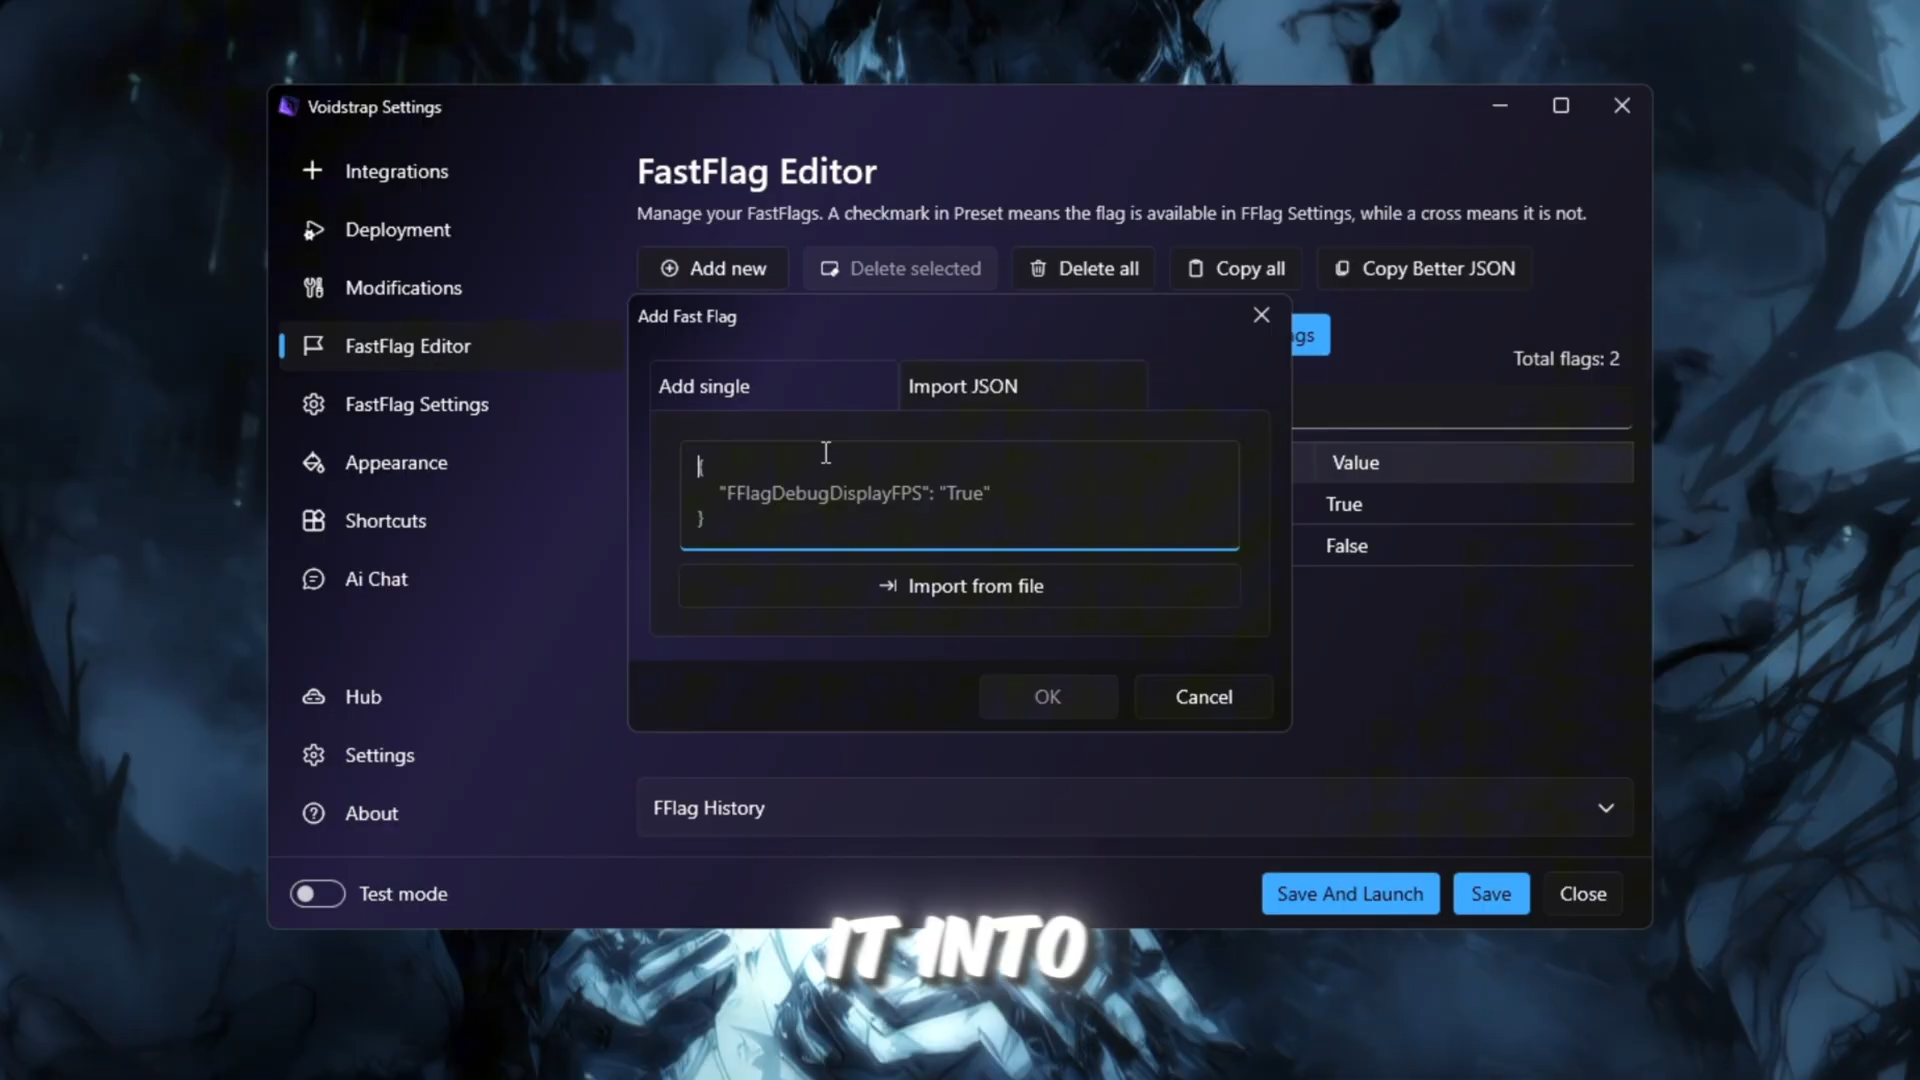 Voidstrap Settings
Integrations
Deployment
Modifications
FastFlag Editor
FastFlag Settings
Appearance
Shortcuts
Ai Chat
Hub
Settings
About
Test mode
FastFlag Editor
Manage your FastFlags. A checkmark in Preset means the flag is available in FFlag Settings, while a cross means it is not.
Add new Delete selected Delete all Copy all Copy Better JSON
gs
Total flags: 2
Value
True
False
Add Fast Flag
Add single Import JSON
{
"FFlagDebugDisplayFPS": "True"
}
Import from file
OK Cancel
FFlag History
Save And Launch Save Close
IT INTO